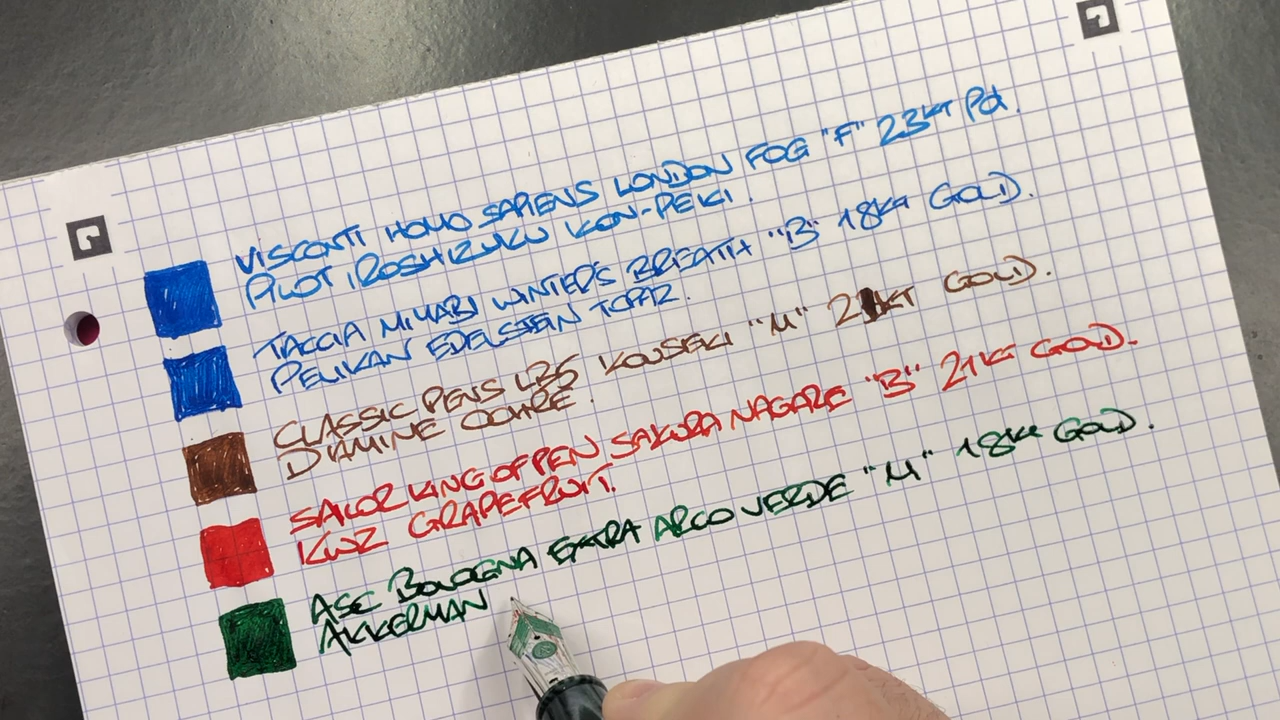 VISCONTI HOMO SAPIENS LONDON FOG "F" 23KT Pd.
PILOT IROSHIZUKU KON-PEKI.
TACCIA MIYABI WINTER'S BREATH "B" 18Kt GOLD.
PELIKAN EDELSTEIN TOPAZ.
CLASSIC PENS LB5 KOUSEKI "M" 21KT GOLD.
DIAMINE OCHRE.
SAILOR KING OF PEN SAKURA NAGARE "B" 21Kt GOLD.
KWZ GRAPEFRUIT.
ASC BOLOGNA EXTRA ARCO VERDE "M" 18Kt GOLD.
AKKERMAN